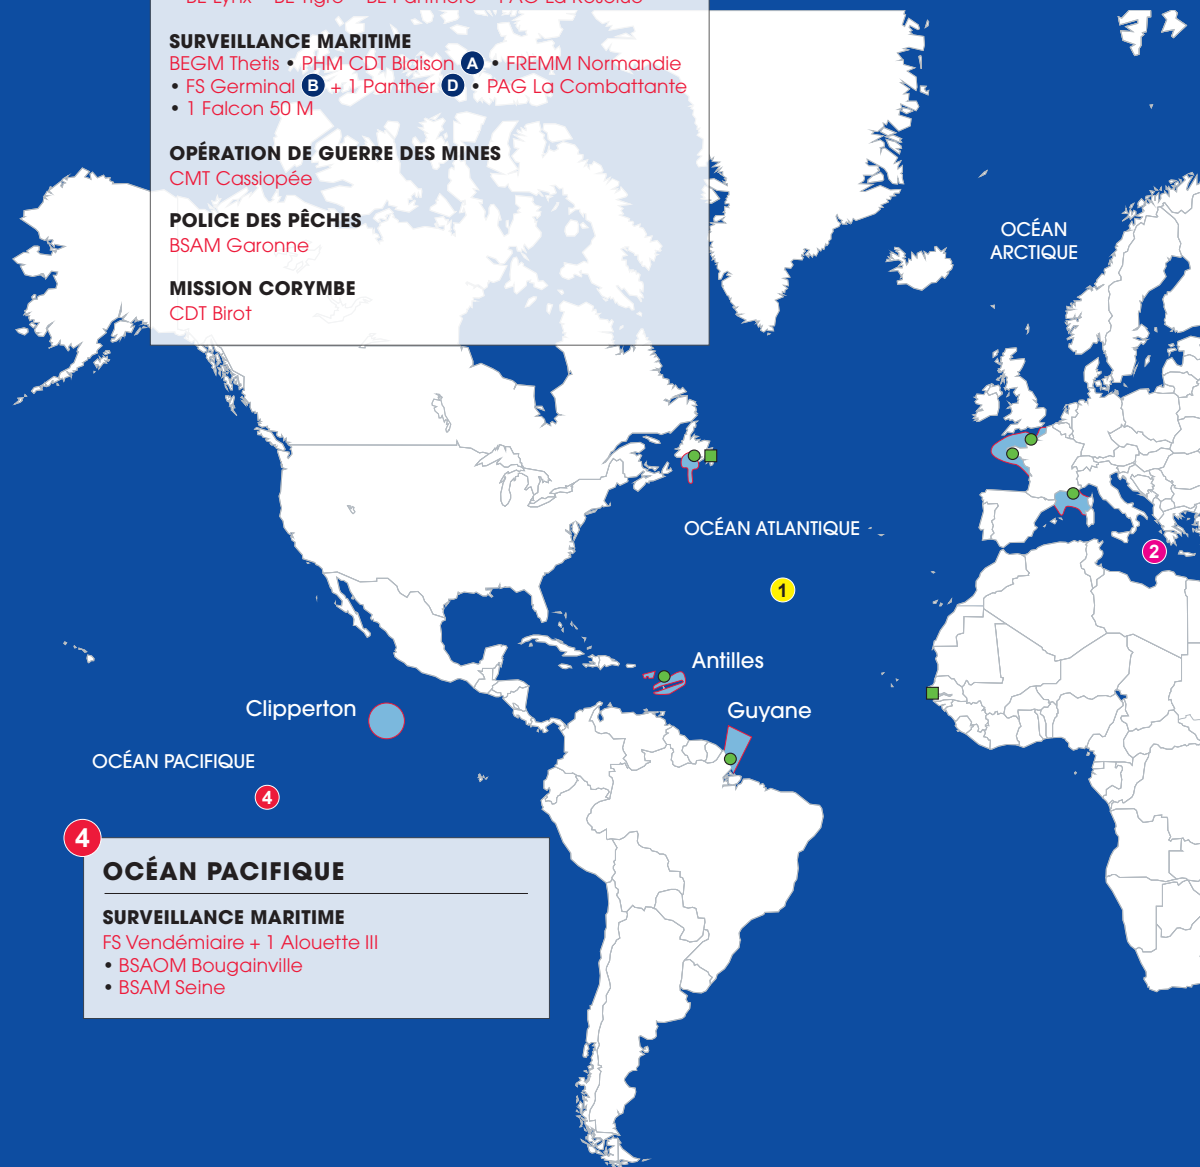 SURVEILLANCE MARITIME
BEGM Thetis • PHM CDT Blaison A • FREMM Normandie
• FS Germinal B + 1 Panther D • PAG La Combattante
• 1 Falcon 50 M
OPÉRATION DE GUERRE DES MINES
CMT Cassiopée
POLICE DES PÊCHES
BSAM Garonne
MISSION CORYMBE
CDT Birot
OCÉAN
ARCTIQUE
OCÉAN ATLANTIQUE
2
1
Antilles
Clipperton
Guyane
OCÉAN PACIFIQUE
4
4
OCÉAN PACIFIQUE
SURVEILLANCE MARITIME
FS Vendémiaire + 1 Alouette III
• BSAOM Bougainville
• BSAM Seine